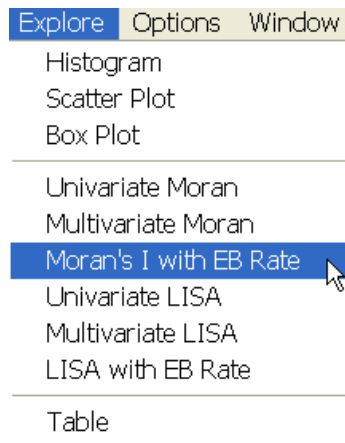 Explore Options Window
Histogram
Scatter Plot
Box Plot
Univariate Moran
Multivariate Moran
Moran's I with EB Rate
Univariate LISA
Multivariate LISA
LISA with EB Rate
Table